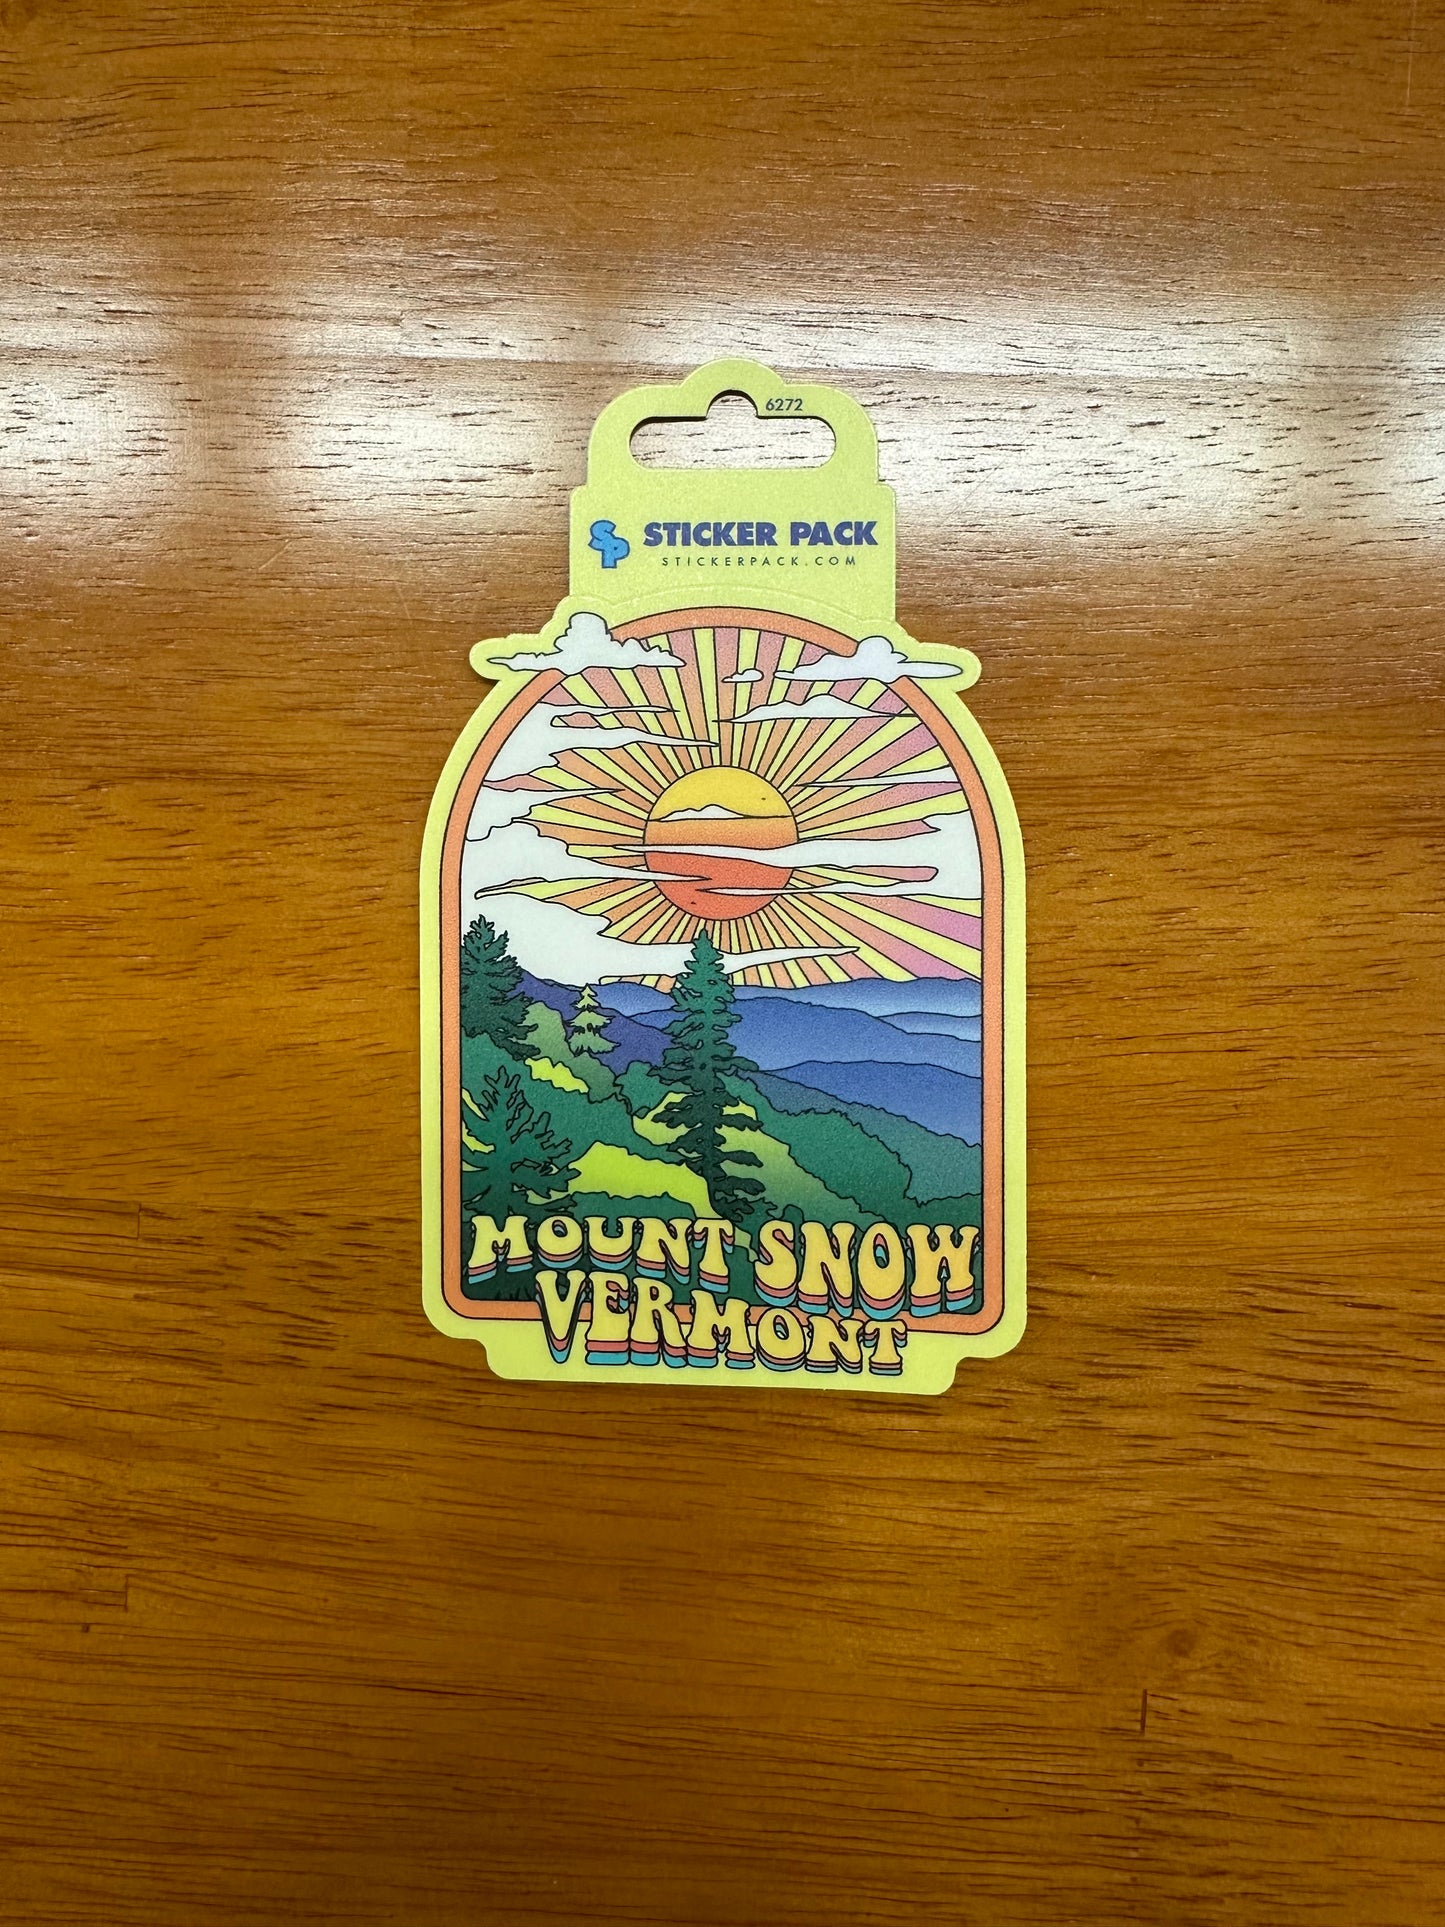 6272
SP STICKER PACK
STICKERPACK.COM
MOUNT SNOW
VERMONT